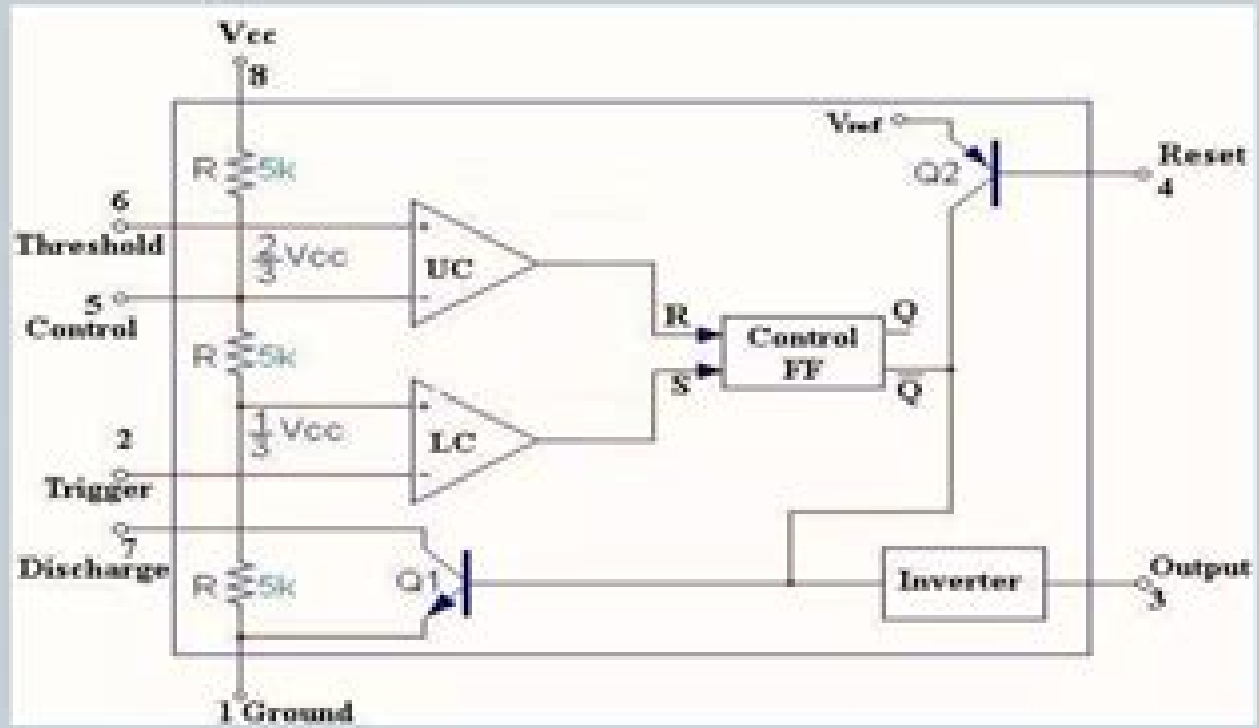 Vcc
8
Vref
Reset
4
Q2
R 5k
6
Threshold
2/3 Vcc
UC
+
-
5
Control
R 5k
R
S
Control
FF
Q
Q̅
1/3 Vcc
LC
+
-
2
Trigger
7
Discharge
R 5k
Q1
Inverter
Output
3
1 Ground